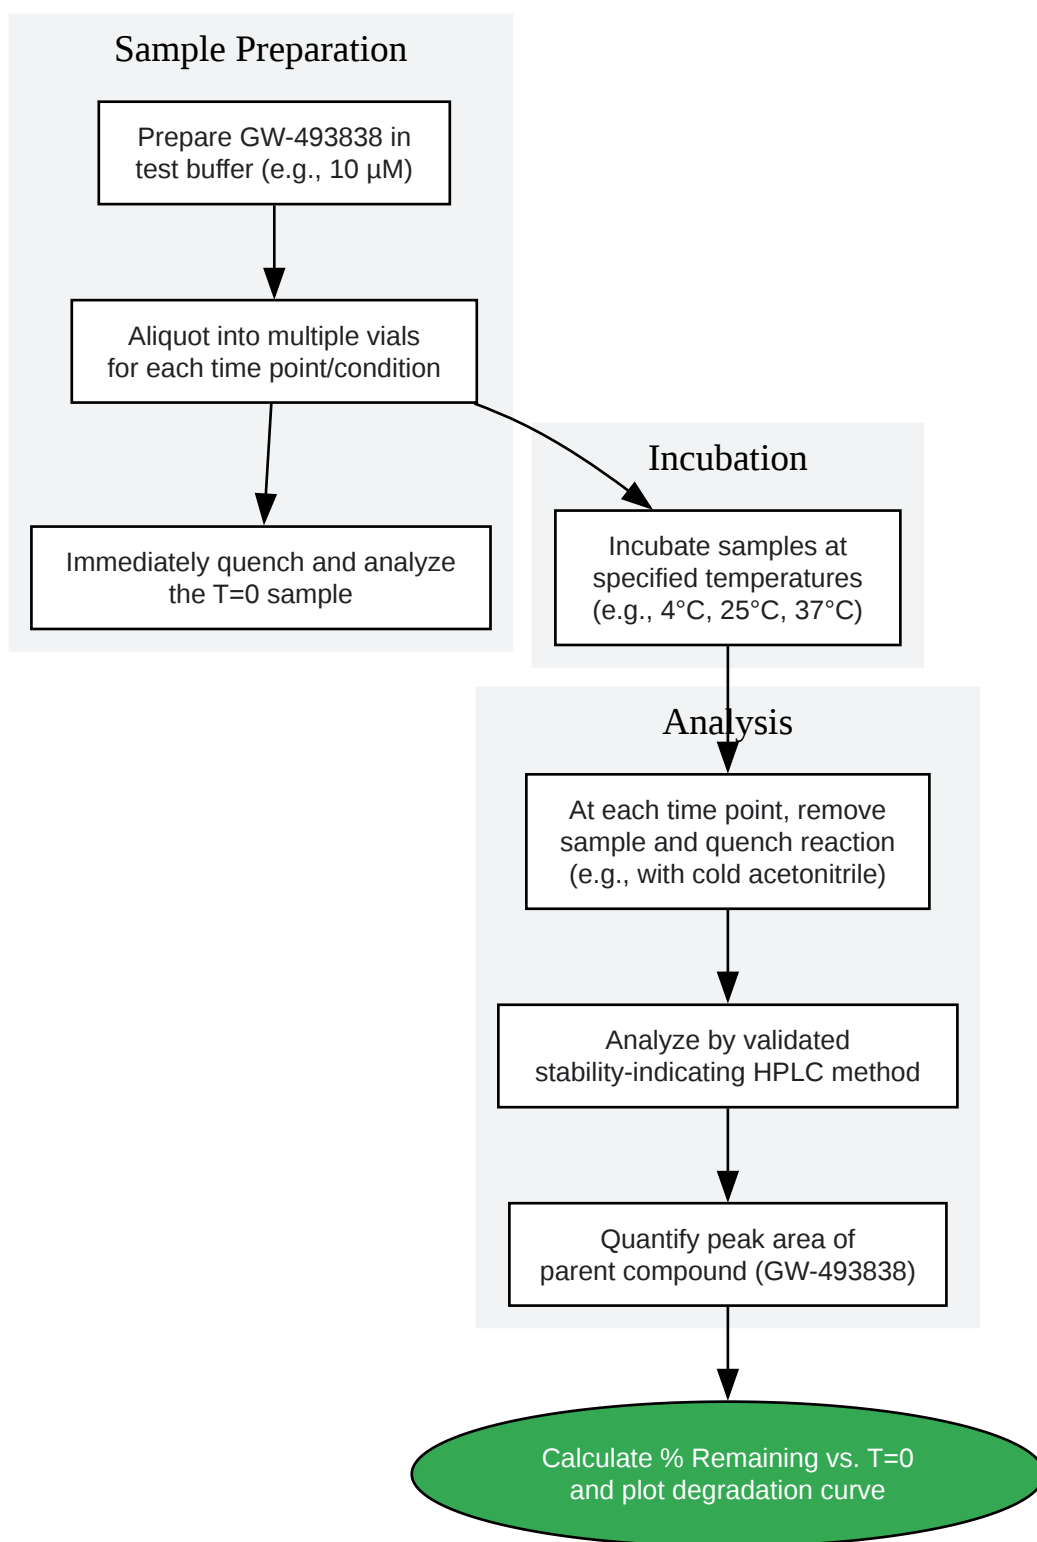 Sample Preparation
Prepare GW-493838 in
test buffer (e.g., 10 µM)
Aliquot into multiple vials
for each time point/condition
Immediately quench and analyze
the T=0 sample
Incubation
Incubate samples at
specified temperatures
(e.g., 4°C, 25°C, 37°C)
Analysis
At each time point, remove
sample and quench reaction
(e.g., with cold acetonitrile)
Analyze by validated
stability-indicating HPLC method
Quantify peak area of
parent compound (GW-493838)
Calculate % Remaining vs. T=0
and plot degradation curve